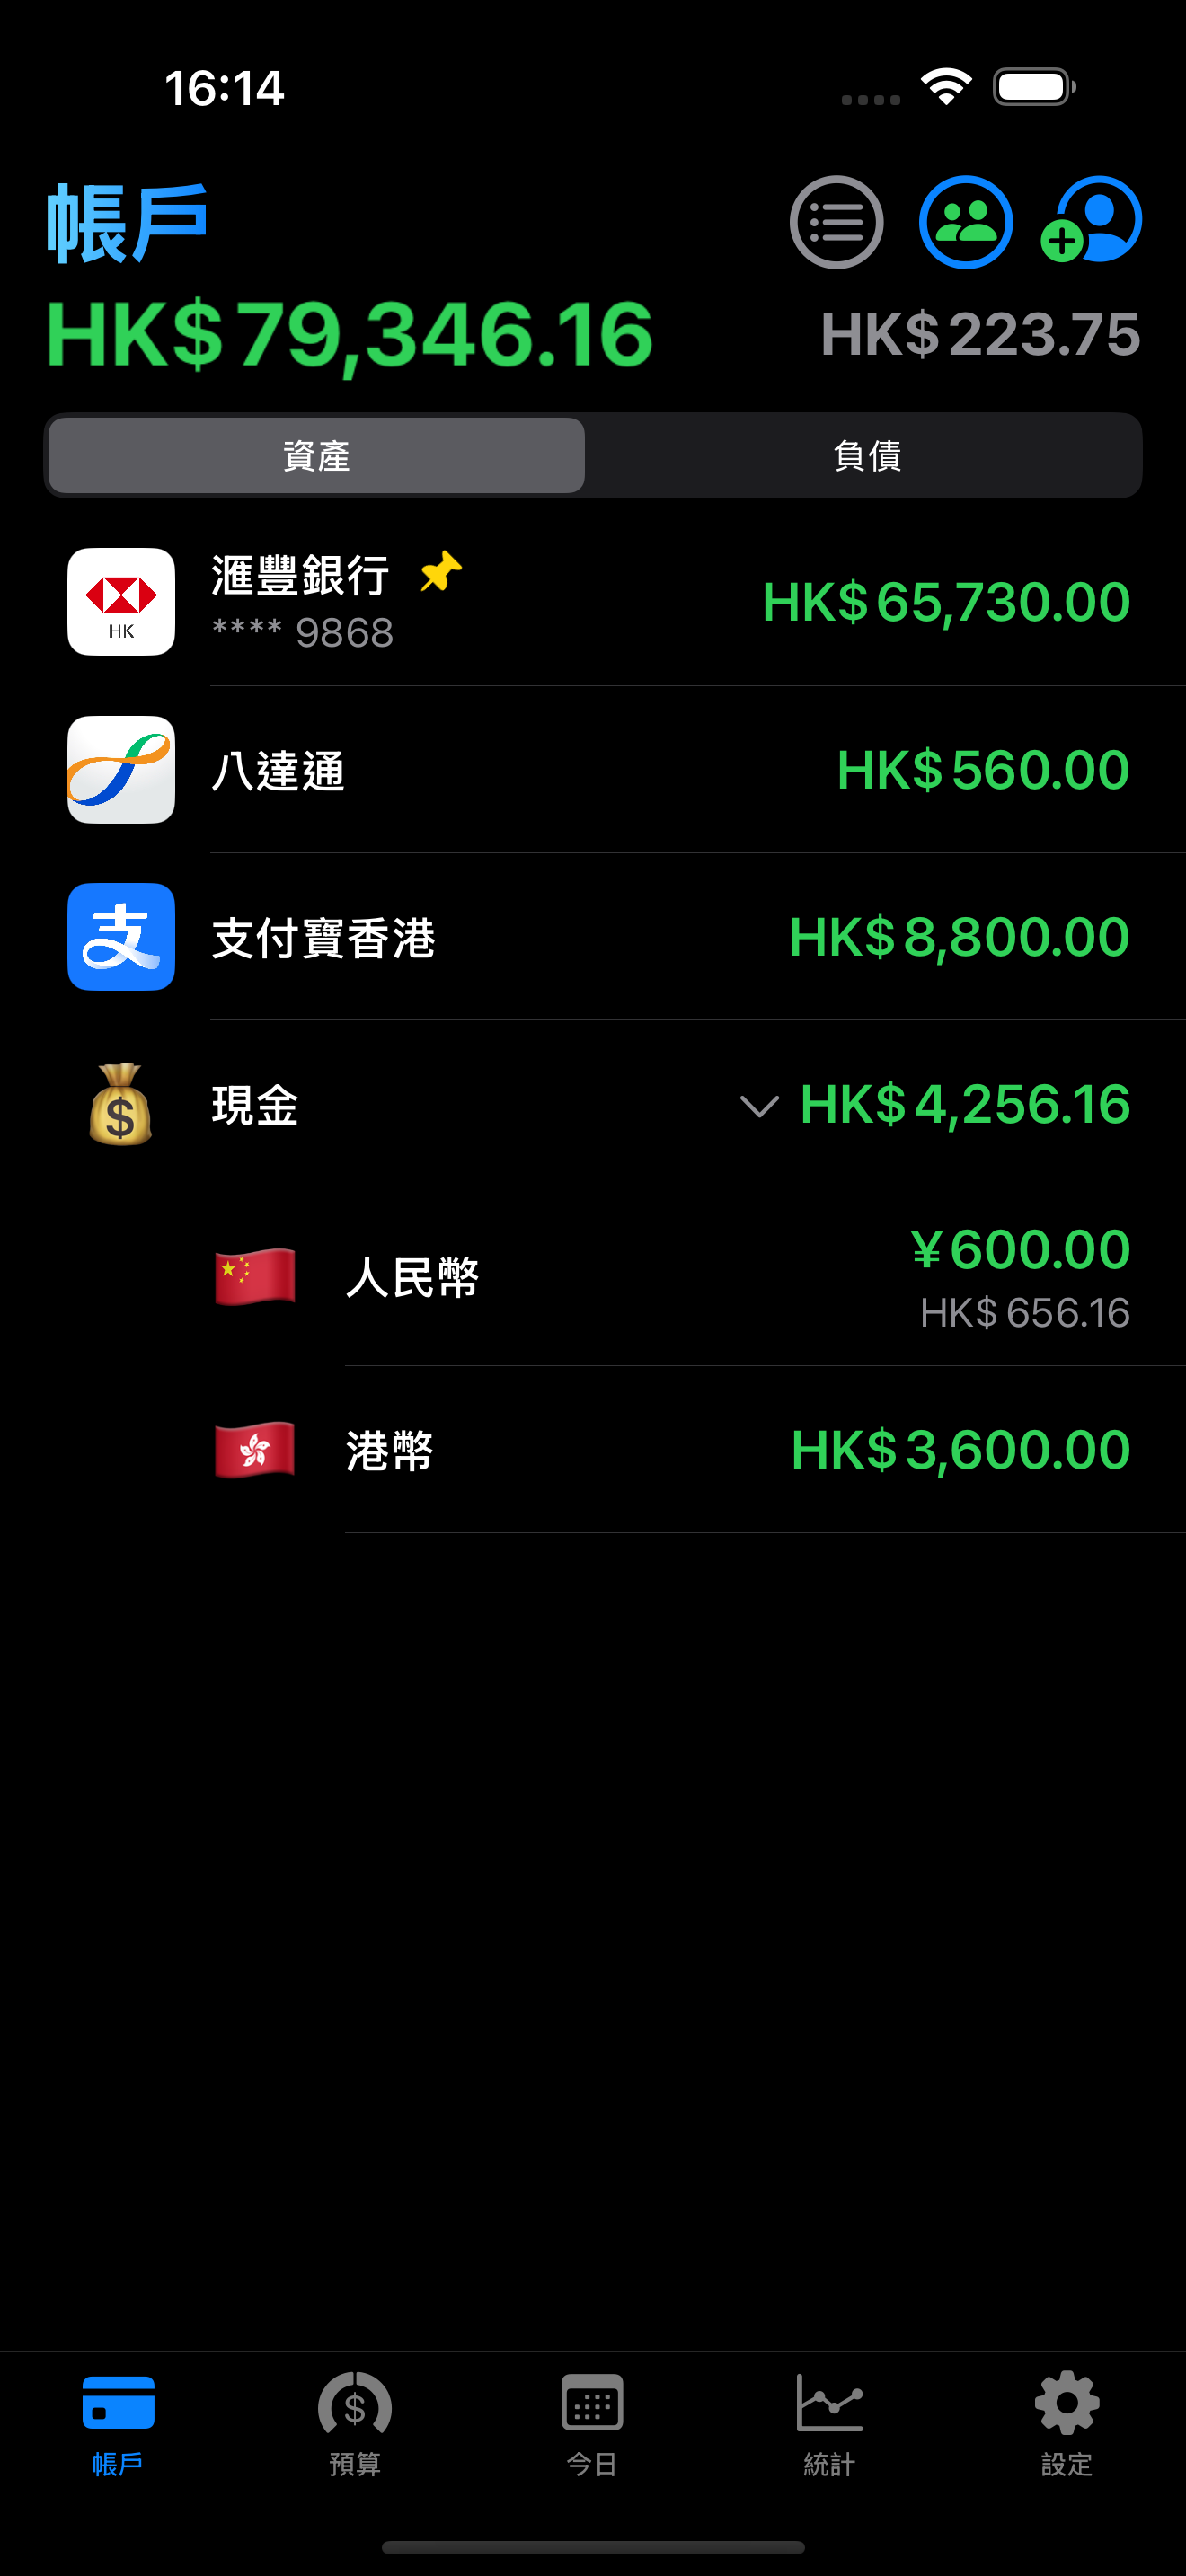 16:14
帳戶
HK$79,346.16
HK$223.75
資產
負債
HK
滙豐銀行
**** 9868
HK$65,730.00
八達通
HK$560.00
支
支付寶香港
HK$8,800.00
$
現金
HK$4,256.16
人民幣
¥600.00
HK$656.16
港幣
HK$3,600.00
$
帳戶
預算
今日
統計
設定